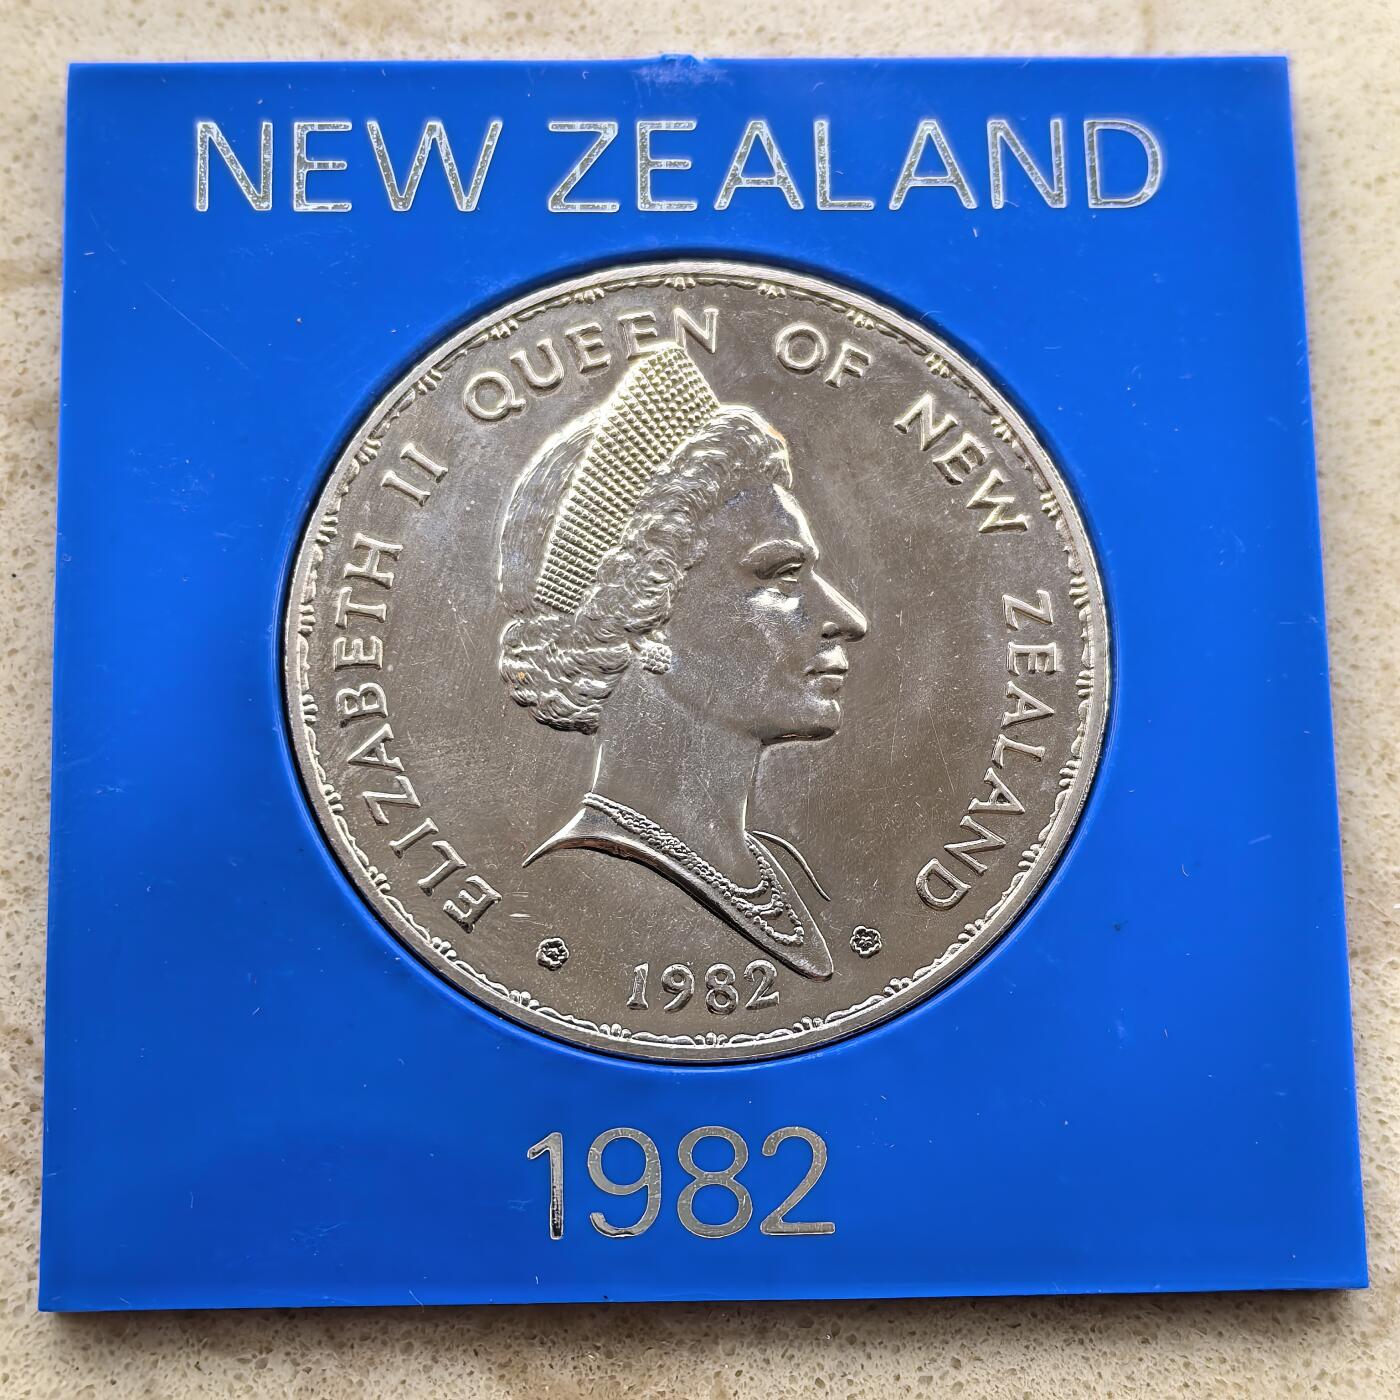 NEW ZEALAND
ELIZABETH II QUEEN OF NEW ZEALAND
1982
1982